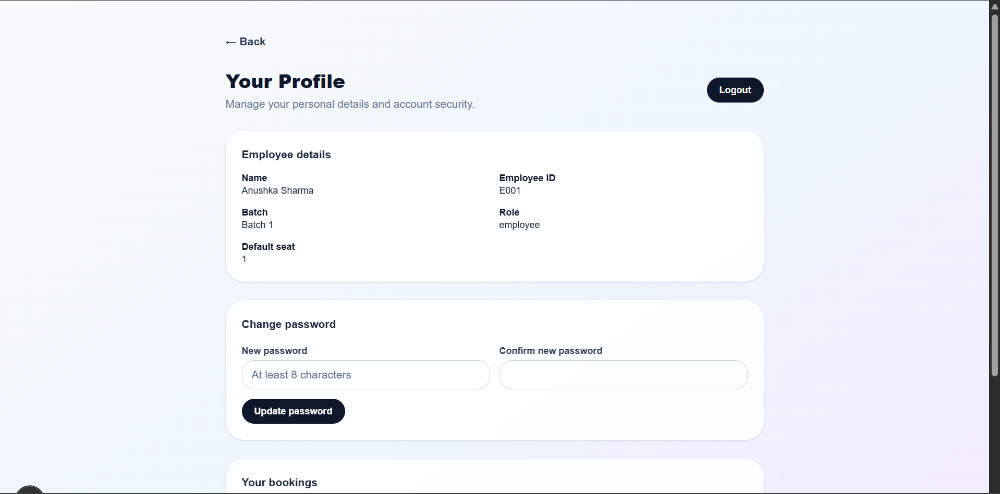 ← Back
Your Profile
Manage your personal details and account security.
Logout
Employee details
Name
Anushka Sharma
Employee ID
E001
Batch
Batch 1
Role
employee
Default seat
1
Change password
New password
At least 8 characters
Confirm new password
Update password
Your bookings